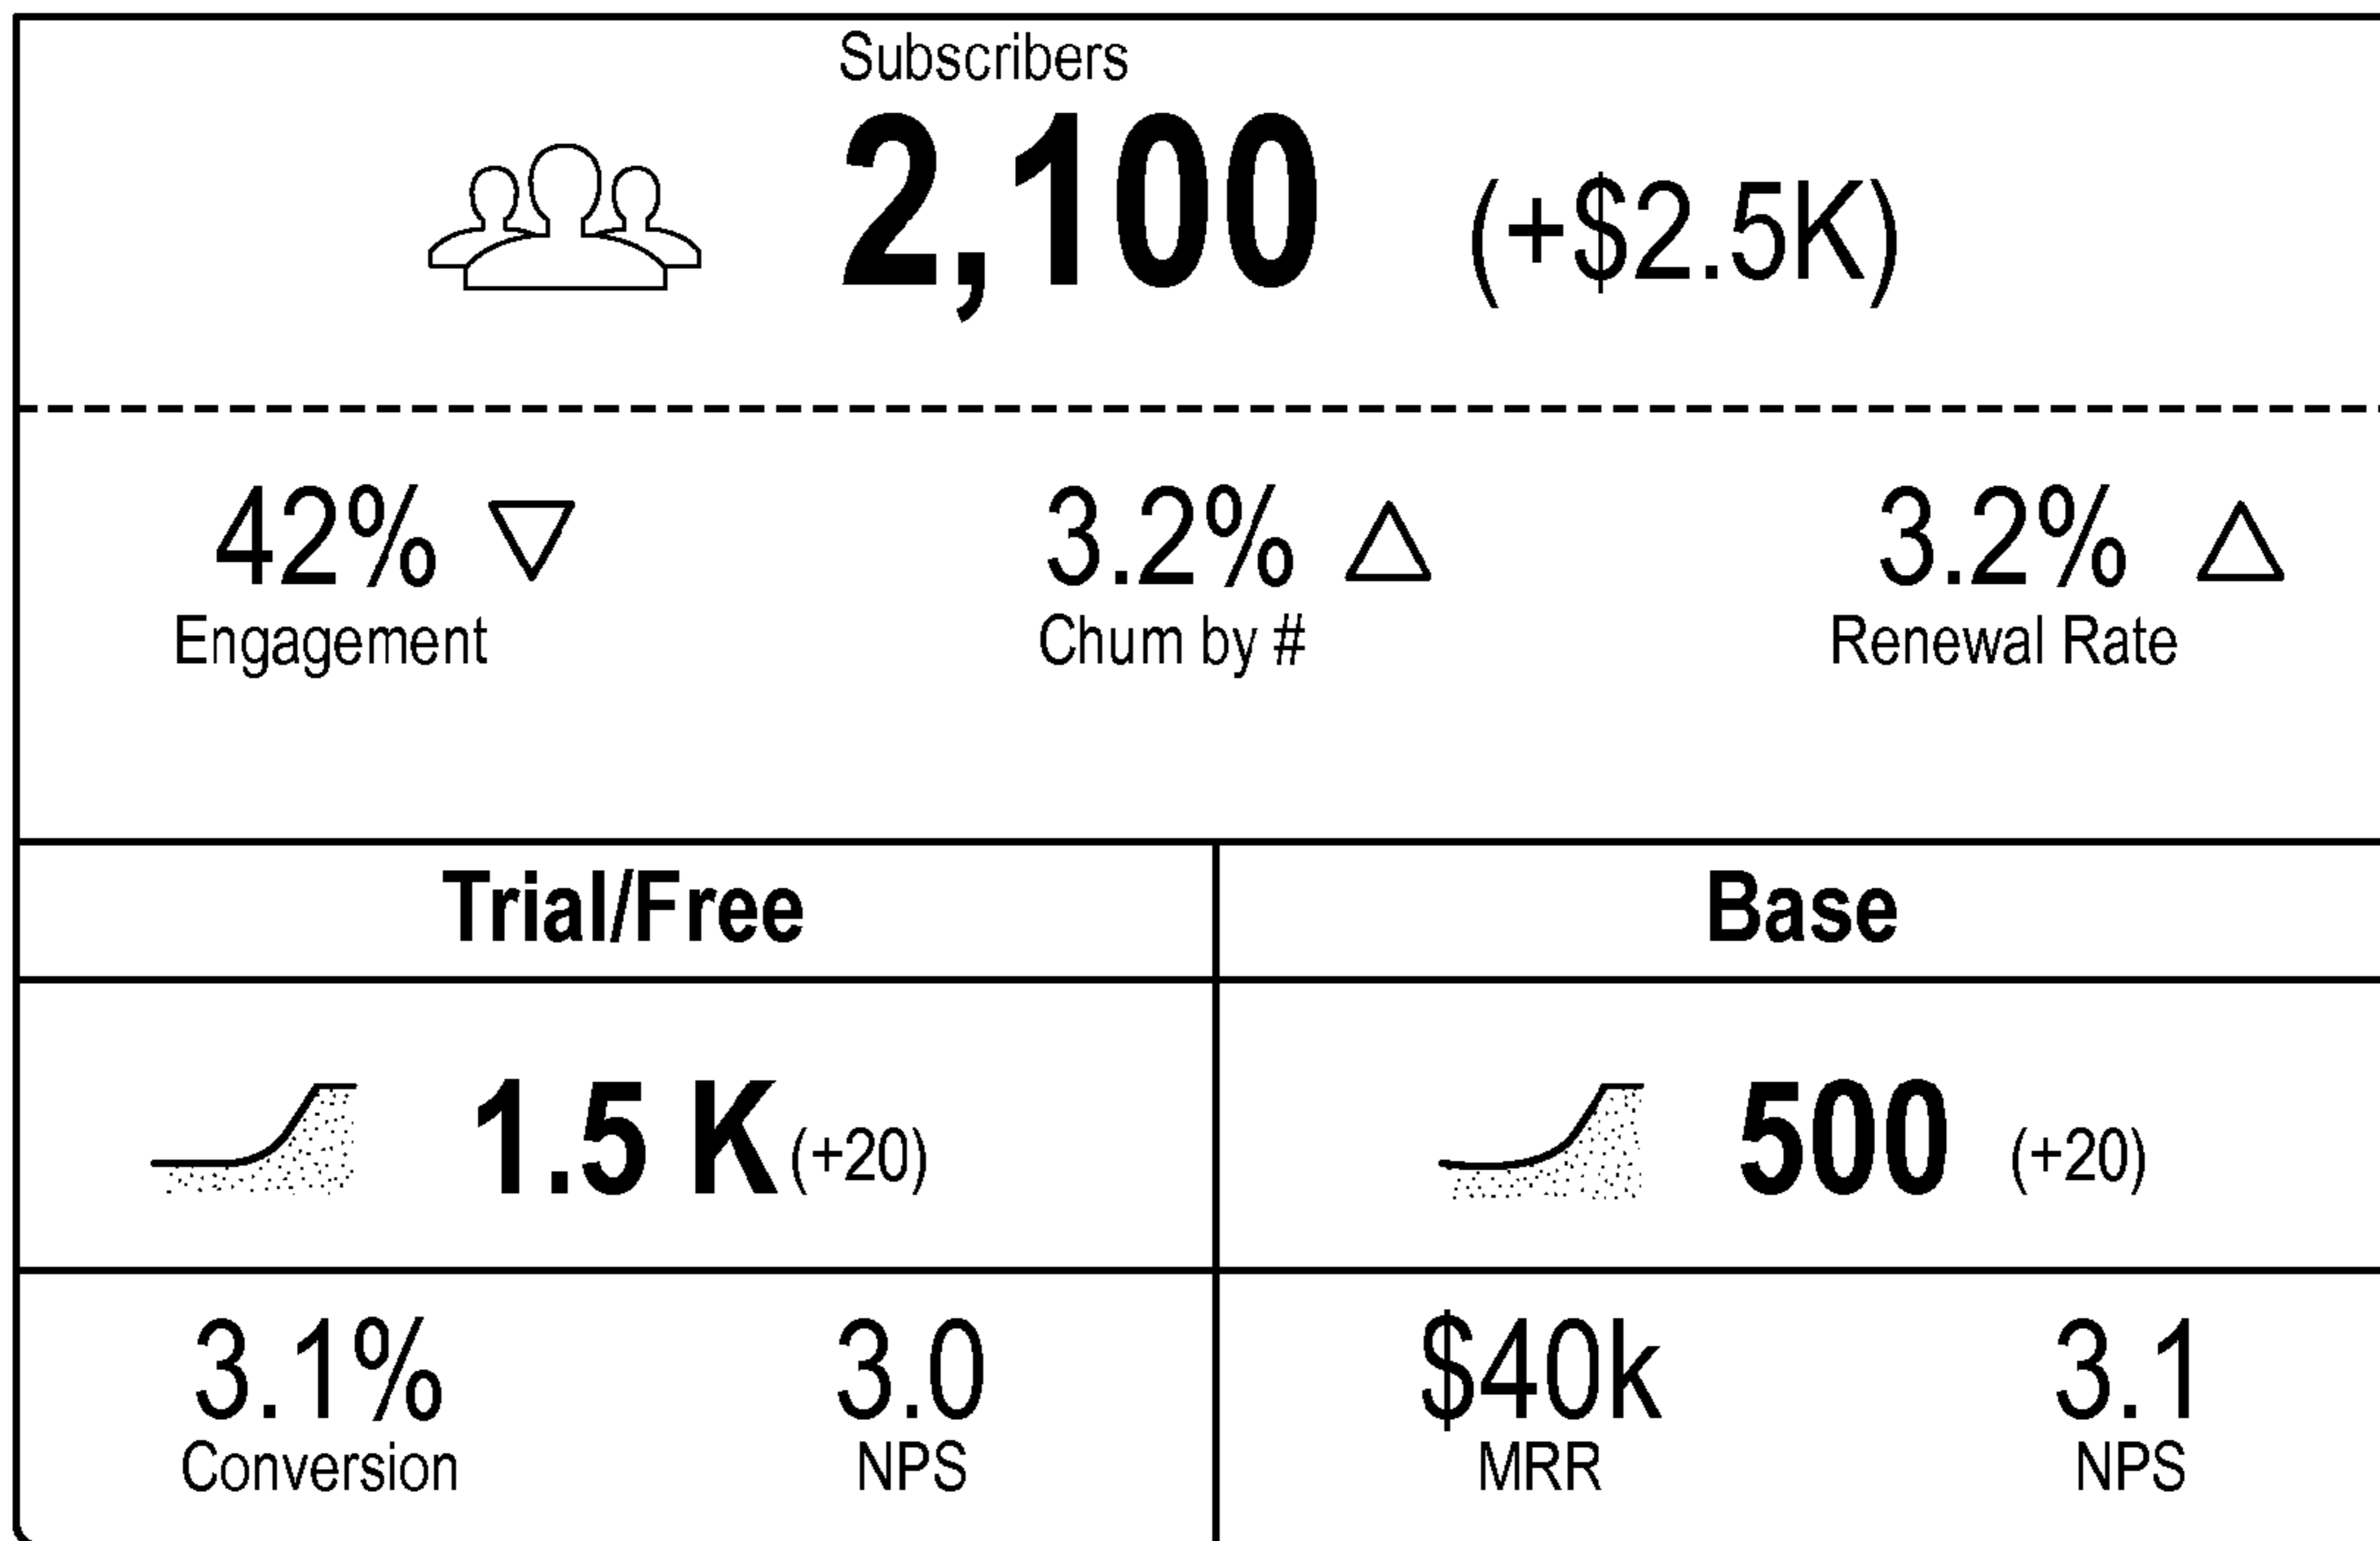 Subscribers
2,100 (+$2.5K)
42% 3.2% 3.2%
Engagement Chum by # Renewal Rate
Trial/Free Base
1.5 K (+20) 500 (+20)
3.1% 3.0 $40k 3.1
Conversion NPS MRR NPS